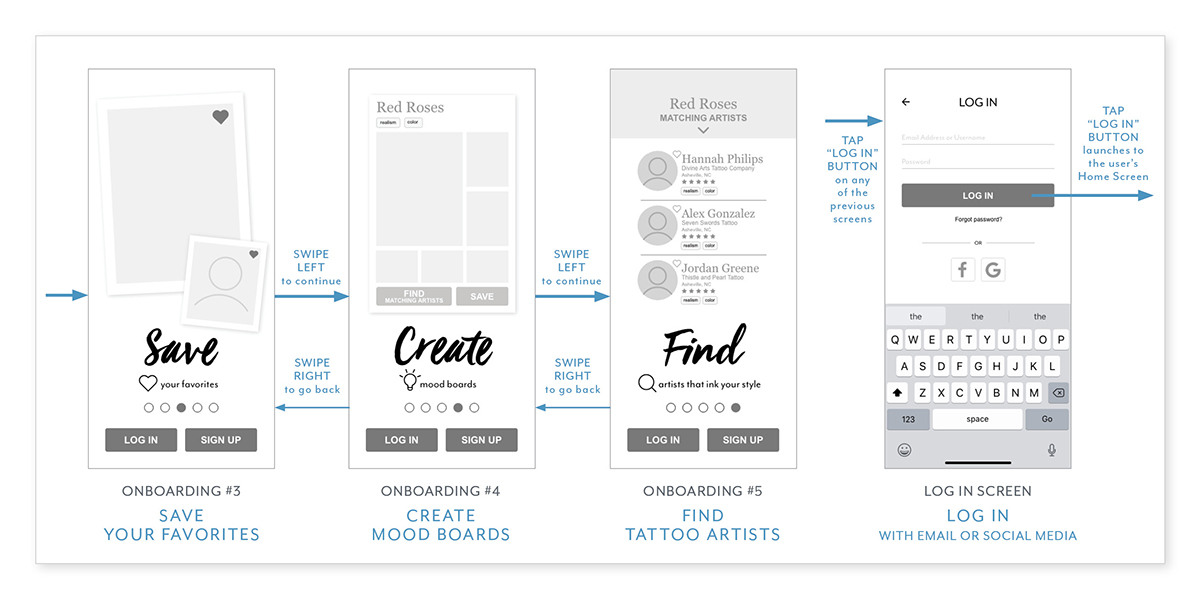 Save
your favorites
LOG IN
SIGN UP
ONBOARDING #3
SAVE
YOUR FAVORITES
SWIPE
LEFT
to continue
SWIPE
RIGHT
to go back
Red Roses
realism
color
FIND
MATCHING ARTISTS
SAVE
Create
mood boards
LOG IN
SIGN UP
ONBOARDING #4
CREATE
MOOD BOARDS
SWIPE
LEFT
to continue
SWIPE
RIGHT
to go back
Red Roses
MATCHING ARTISTS
Hannah Philips
Divine Arts Tattoo Company
Asheville, NC
realism
color
Alex Gonzalez
Seven Swords Tattoo
Asheville, NC
realism
color
Jordan Greene
Thistle and Pearl Tattoo
Asheville, NC
realism
color
Find
artists that ink your style
LOG IN
SIGN UP
ONBOARDING #5
FIND
TATTOO ARTISTS
TAP
“LOG IN”
BUTTON
on any
of the
previous
screens
LOG IN
Email Address or Username
Password
LOG IN
Forgot password?
OR
f G
the the the
Q W E R T Y U I O P
A S D F G H J K L
Z X C V B N M
123 space Go
LOG IN SCREEN
LOG IN
WITH EMAIL OR SOCIAL MEDIA
TAP
“LOG IN”
BUTTON
launches to
the user's
Home Screen